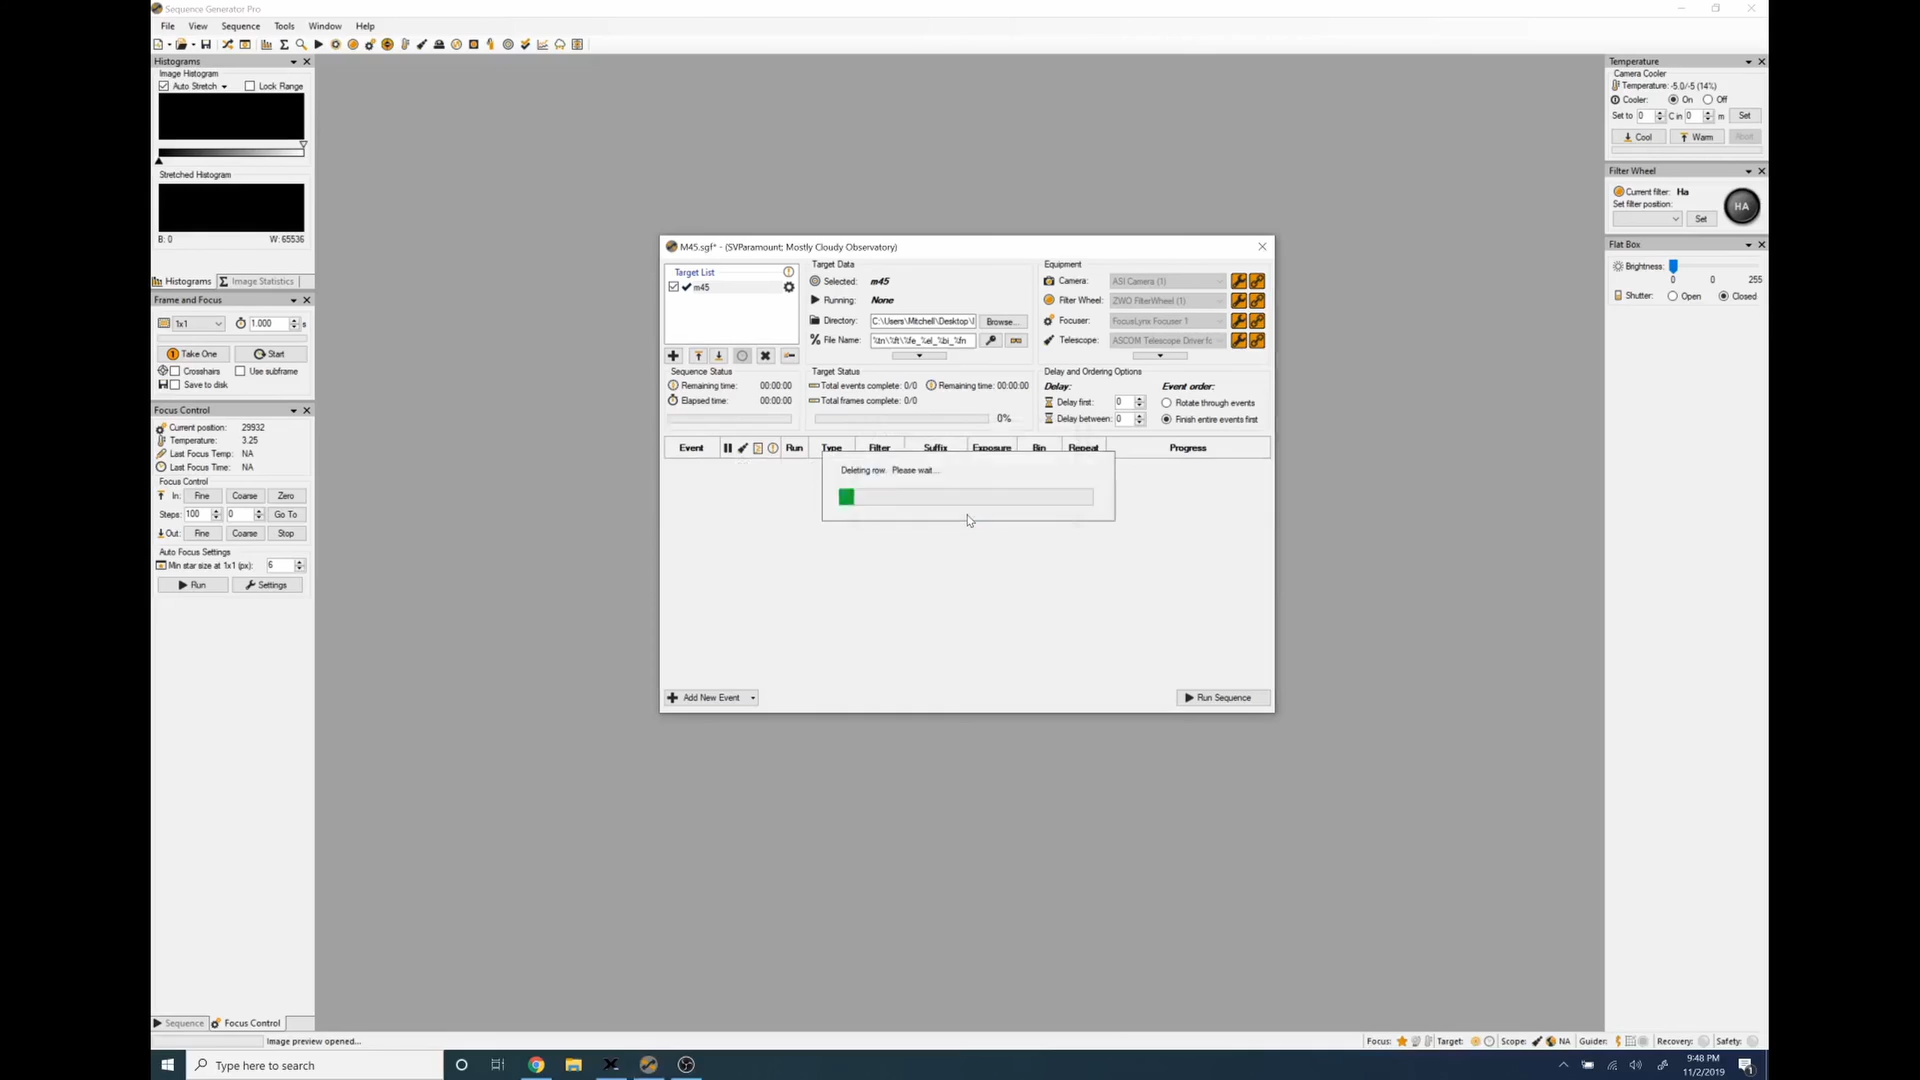 Sequence Generator Pro
File View Sequence Tools Window Help
Histograms
Image Histogram
Auto Stretch
Lock Range
Stretched Histogram
B: 0 W: 65536
Histograms Image Statistics
Frame and Focus
1x1 1.000 s
Take One Start
Crosshairs Use subframe
Save to disk
Focus Control
Current position: 29932
Temperature: 3.25
Last Focus Temp: NA
Last Focus Time: NA
Focus Control
In: Fine Coarse Zero
Steps: 100 0 Go To
Out: Fine Coarse Stop
Auto Focus Settings
Min star size at 1x1 (px): 6
Run Settings
Sequence Focus Control
Image preview opened...
M45.sgf* - (SVParamount; Mostly Cloudy Observatory)
Target List
m45
Target Data
Selected: m45
Running: None
Directory: C:\Users\Mitchell\Desktop\ Browse...
File Name: %tn\%ft\%fe_%el_%bi_%fn
Equipment
Camera: ASI Camera (1)
Filter Wheel: ZWO FilterWheel (1)
Focuser: FocusLynx Focuser 1
Telescope: ASCOM Telescope Driver fc
Sequence Status
Remaining time: 00:00:00
Elapsed time: 00:00:00
Target Status
Total events complete: 0/0 Remaining time: 00:00:00
Total frames complete: 0/0
0%
Delay and Ordering Options
Delay: Event order:
Delay first: 0 Rotate through events
Delay between: 0 Finish entire events first
Event Run Type Filter Suffix Exposure Bin Repeat Progress
Deleting row. Please wait...
Add New Event Run Sequence
Temperature
Camera Cooler
Temperature: -5.0/-5 (14%)
Cooler: On Off
Set to 0 C in 0 m Set
Cool Warm Abort
Filter Wheel
Current filter: Ha
Set filter position:
Set
HA
Flat Box
Brightness:
0 0 255
Shutter: Open Closed
Focus: Target: Scope: NA Guider: Recovery: Safety:
Type here to search
9:48 PM
11/2/2019
1